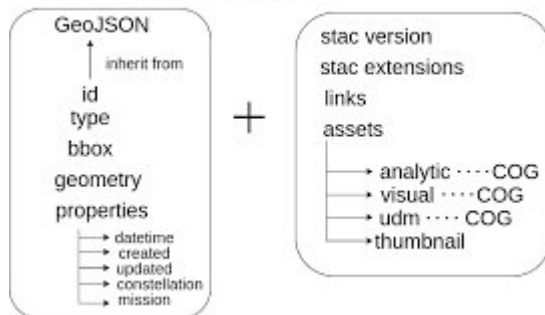 GeoJSON
inherit from
id
type
bbox
geometry
properties
datetime
created
updated
constellation
mission
+
stac version
stac extensions
links
assets
analytic ···· COG
visual ···· COG
udm ···· COG
thumbnail